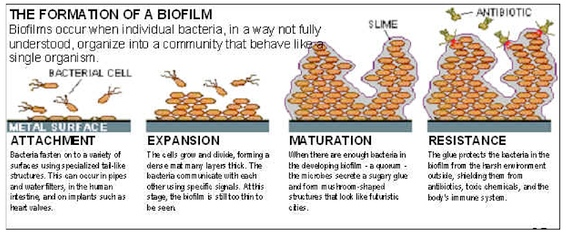 THE FORMATION OF A BIOFILM
Biofilms occur when individual bacteria, in a way not fully
understood, organize into a community that behave like a
single organism.
BACTERIAL CELL
SLIME
ANTIBIOTIC
METAL SURFACE
ATTACHMENT
Bacteria fasten on to a variety of
surfaces using specialized tail-like
structures. This can occur in pipes
and water filters, in the human
intestine, and on implants such as
heart valves.
EXPANSION
The cells grow and divide, forming a
dense mat many layers thick. The
bacteria communicate with each
other using specific signals. At this
stage, the biofilm is still too thin to
be seen.
MATURATION
When there are enough bacteria in
the developing biofilm - a quorum -
the microbes secrete a sugary glue
and form mushroom-shaped
structures that look like futuristic
cities.
RESISTANCE
The glue protects the bacteria in the
biofilm from the harsh environment
outside, shielding them from
antibiotics, toxic chemicals, and the
body's immune system.